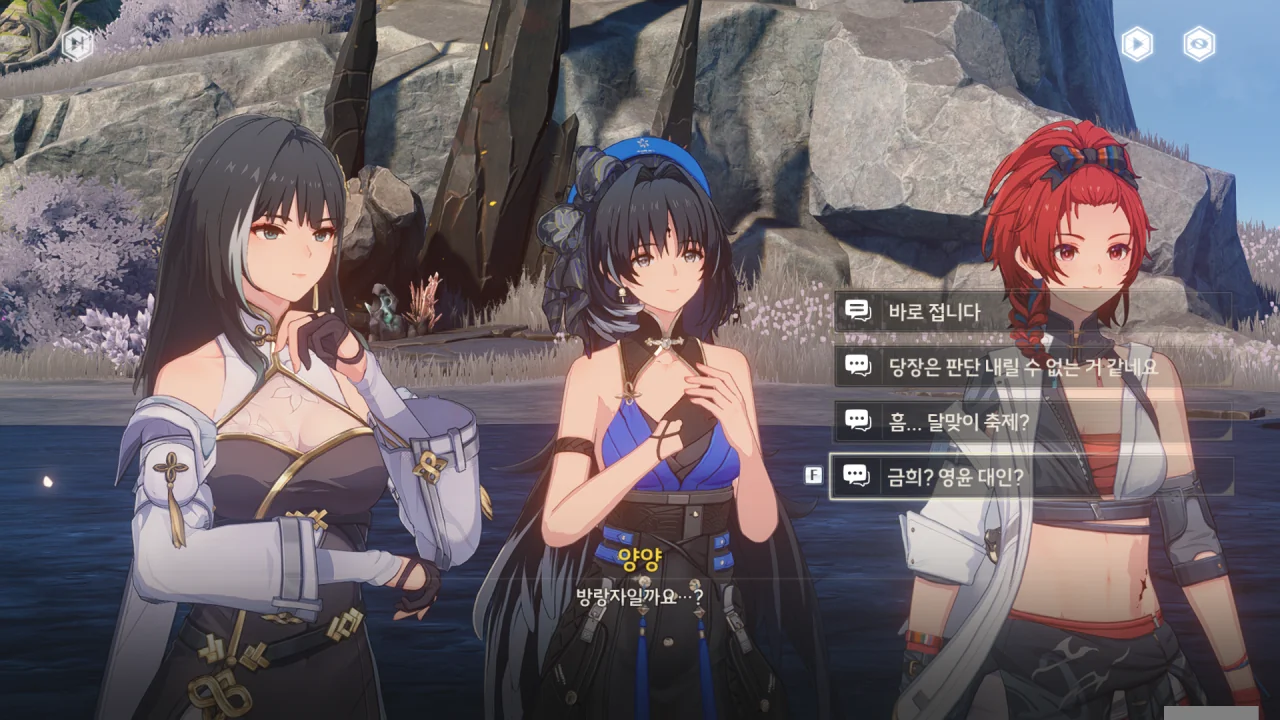 바로 접니다
당장은 판단 내릴 수 없는 거 같네요
흠... 달맞이 축제?
F
금희? 영윤 대인?
양양
방랑자일까요…?